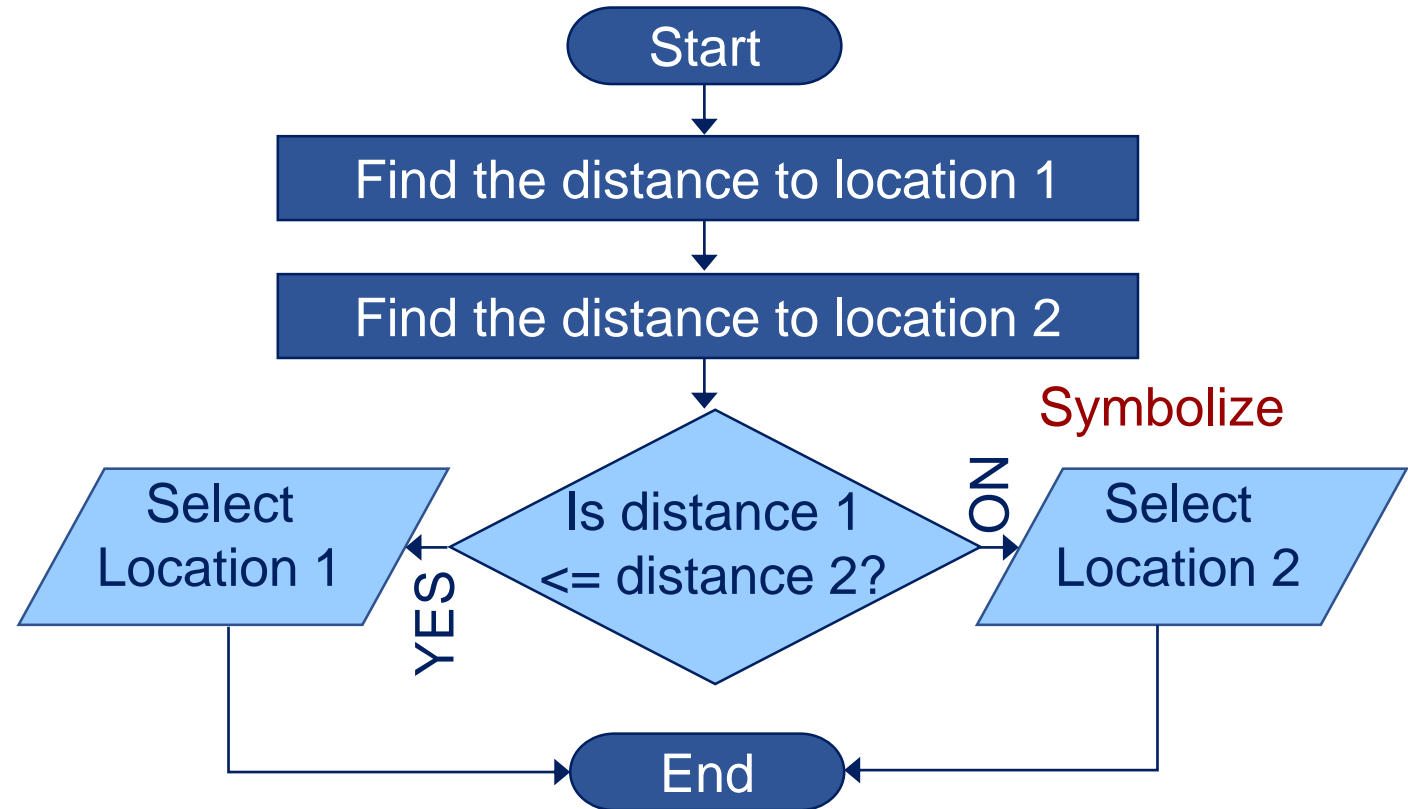 Start
Find the distance to location 1
Find the distance to location 2
Symbolize
Select
Location 1
YES
Is distance 1
<= distance 2?
NO
Select
Location 2
End